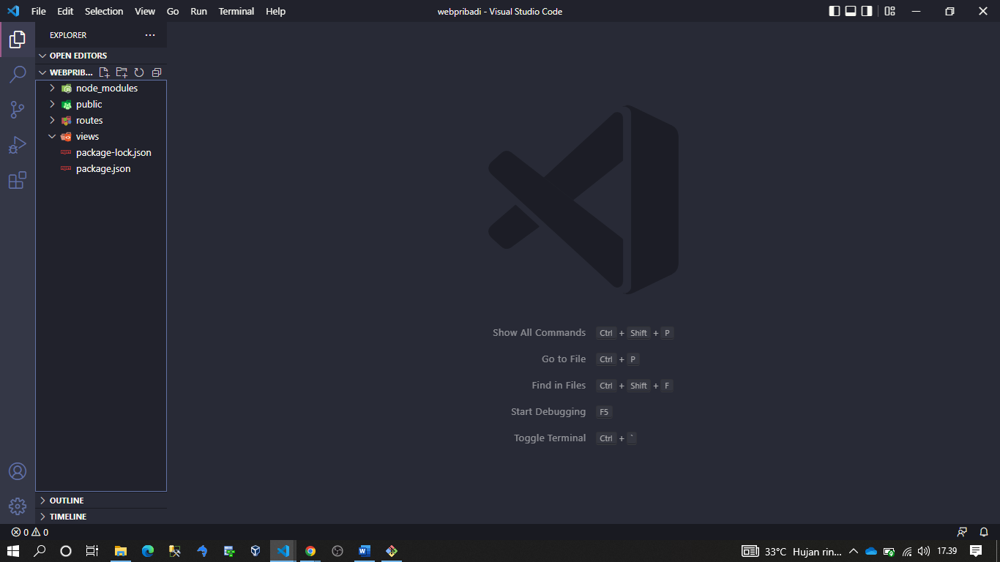 File Edit Selection View Go Run Terminal Help webpribadi - Visual Studio Code
EXPLORER
OPEN EDITORS
WEBPRIB...
node_modules
public
routes
views
package-lock.json
package.json
Show All Commands Ctrl + Shift + P
Go to File Ctrl + P
Find in Files Ctrl + Shift + F
Start Debugging F5
Toggle Terminal Ctrl + `
OUTLINE
TIMELINE
0 0
33°C Hujan rin... 17.39